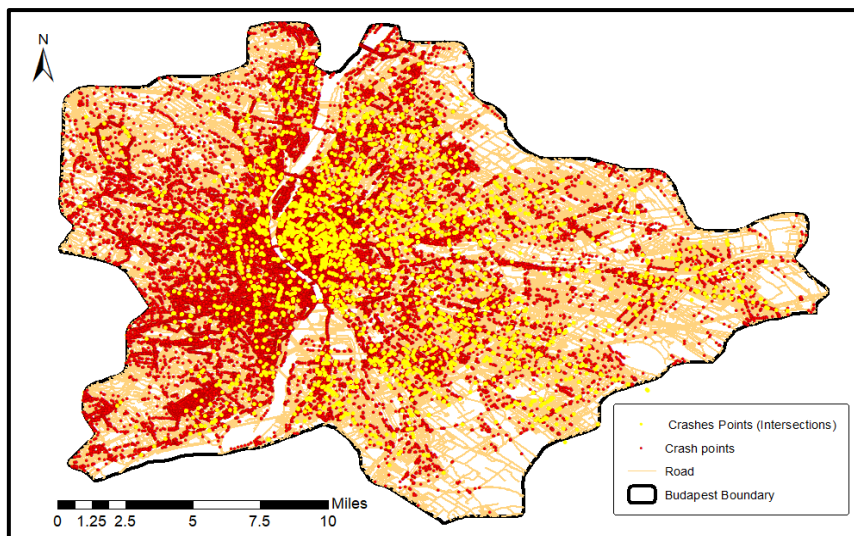 N
Crashes Points (Intersections)
Crash points
Road
Budapest Boundary
Miles
0 1.25 2.5 5 7.5 10